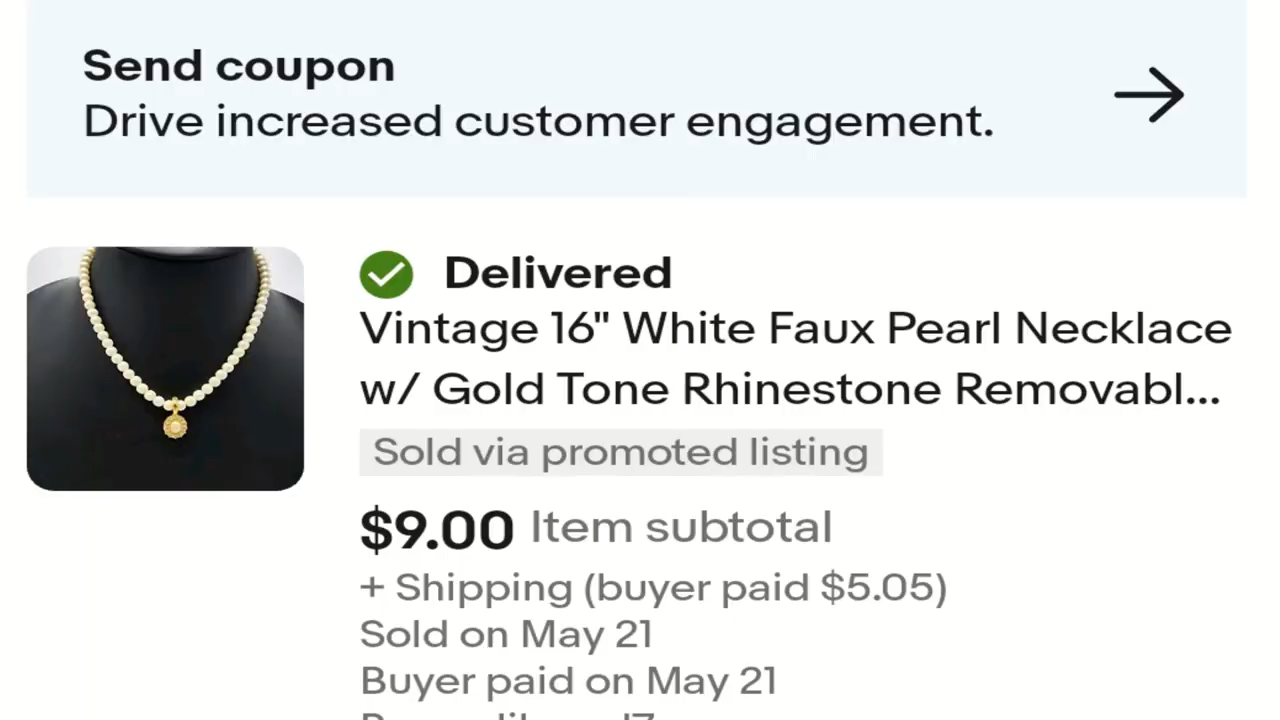 Send coupon
Drive increased customer engagement.
Delivered
Vintage 16" White Faux Pearl Necklace
w/ Gold Tone Rhinestone Removabl...
Sold via promoted listing
$9.00 Item subtotal
+ Shipping (buyer paid $5.05)
Sold on May 21
Buyer paid on May 21